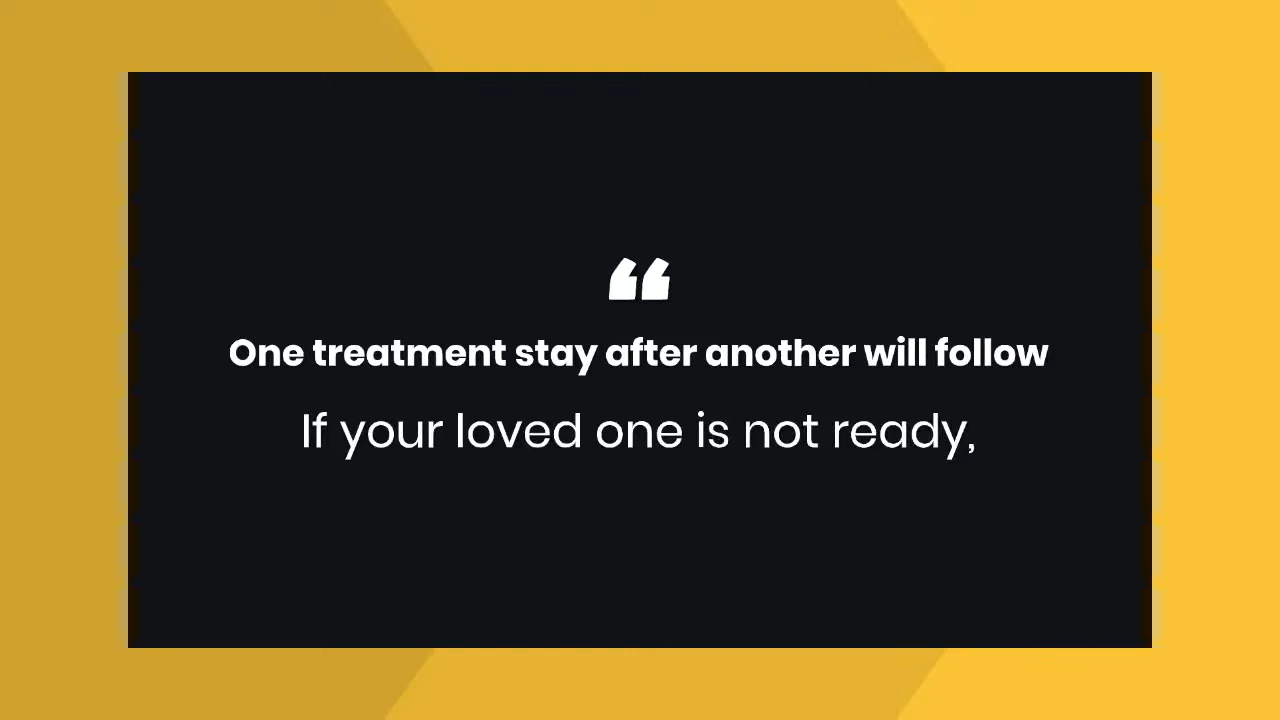 “
One treatment stay after another will follow
If your loved one is not ready,